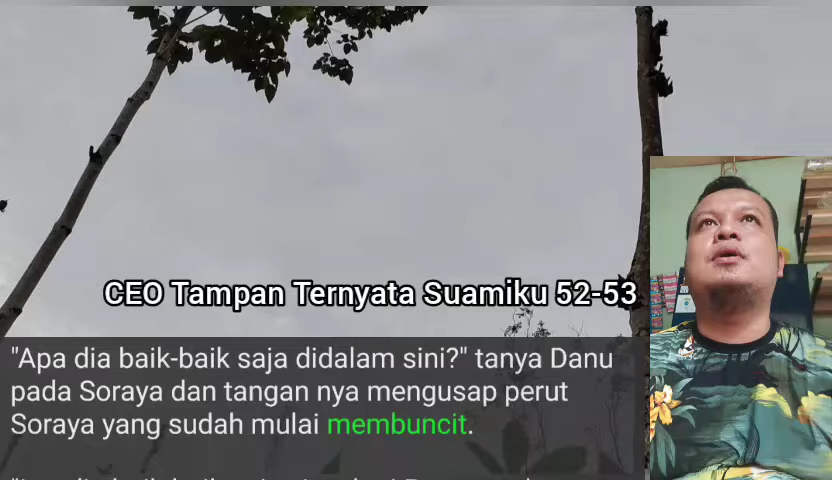 CEO Tampan Ternyata Suamiku 52-53
"Apa dia baik-baik saja didalam sini?" tanya Danu
pada Soraya dan tangan nya mengusap perut
Soraya yang sudah mulai membuncit.